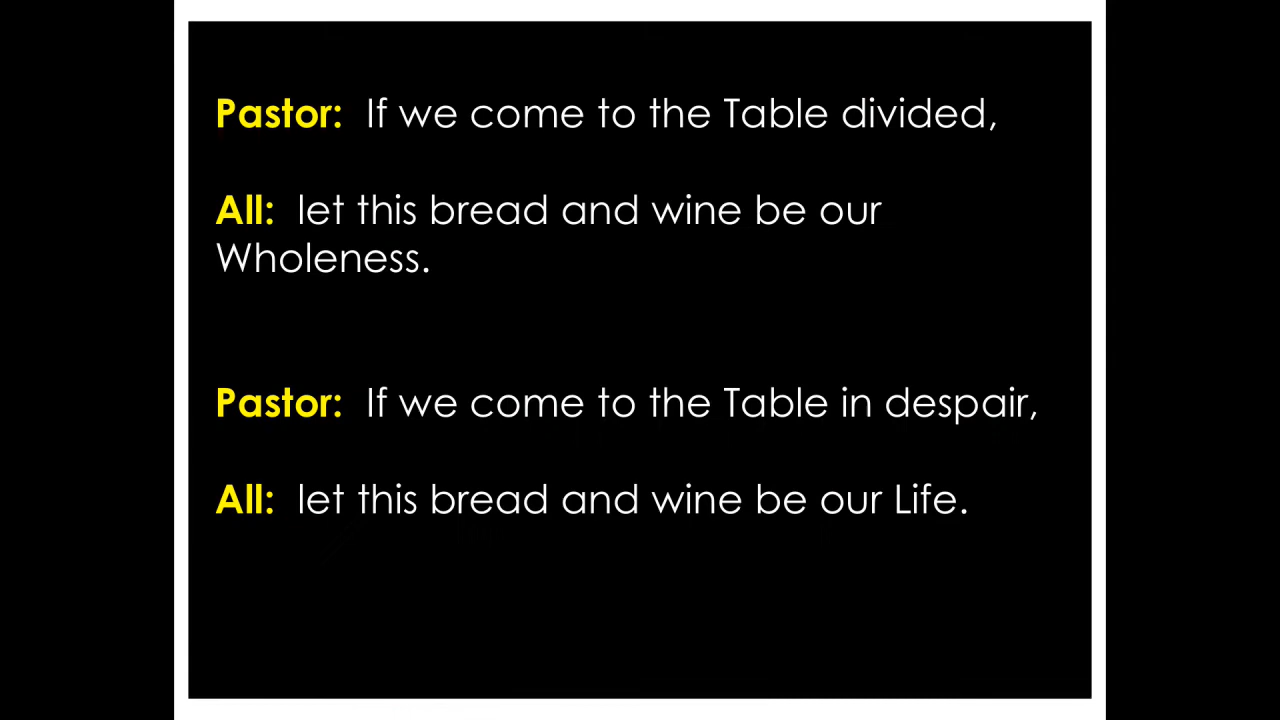 Pastor: If we come to the Table divided,
All: let this bread and wine be our
Wholeness.
Pastor: If we come to the Table in despair,
All: let this bread and wine be our Life.